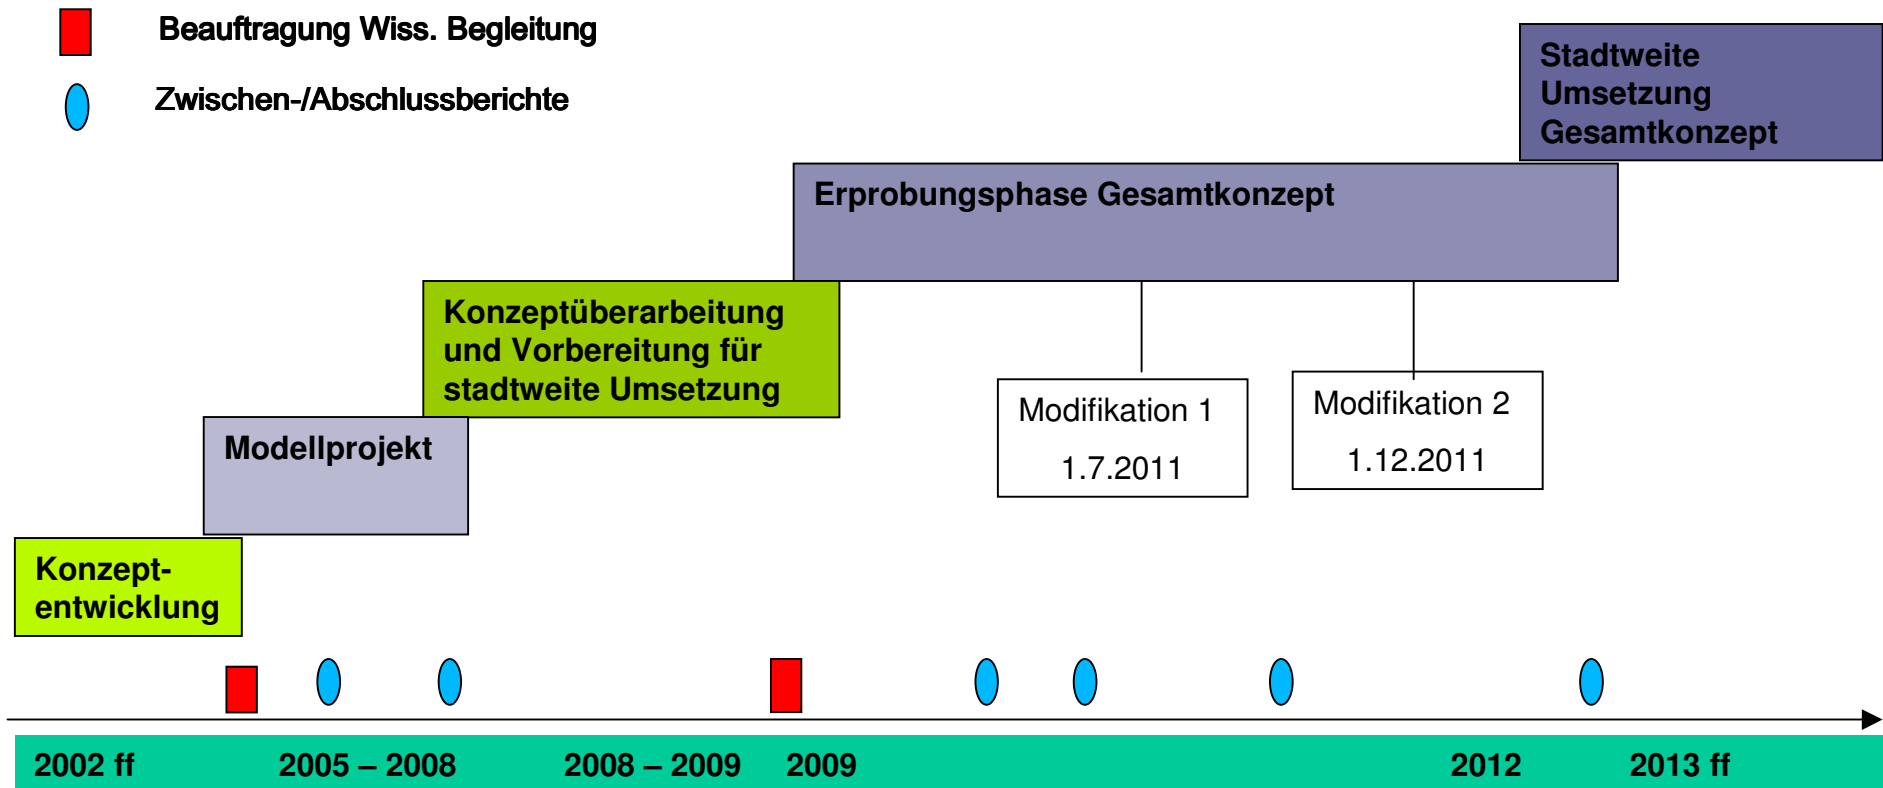 Beauftragung Wiss. Begleitung
Zwischen-/Abschlussberichte
Stadtweite
Umsetzung
Gesamtkonzept
Erprobungsphase Gesamtkonzept
Konzeptüberarbeitung
und Vorbereitung für
stadtweite Umsetzung
Modifikation 1
1.7.2011
Modifikation 2
1.12.2011
Modellprojekt
Konzept-
entwicklung
2002 ff 2005 – 2008 2008 – 2009 2009 2012 2013 ff